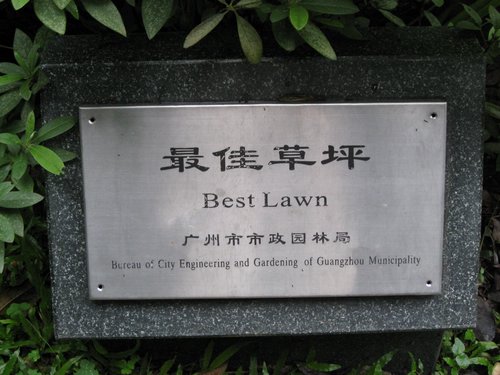 最佳草坪
Best Lawn
广州市市政园林局
Bureau of City Engineering and Gardening of Guangzhou Municipality